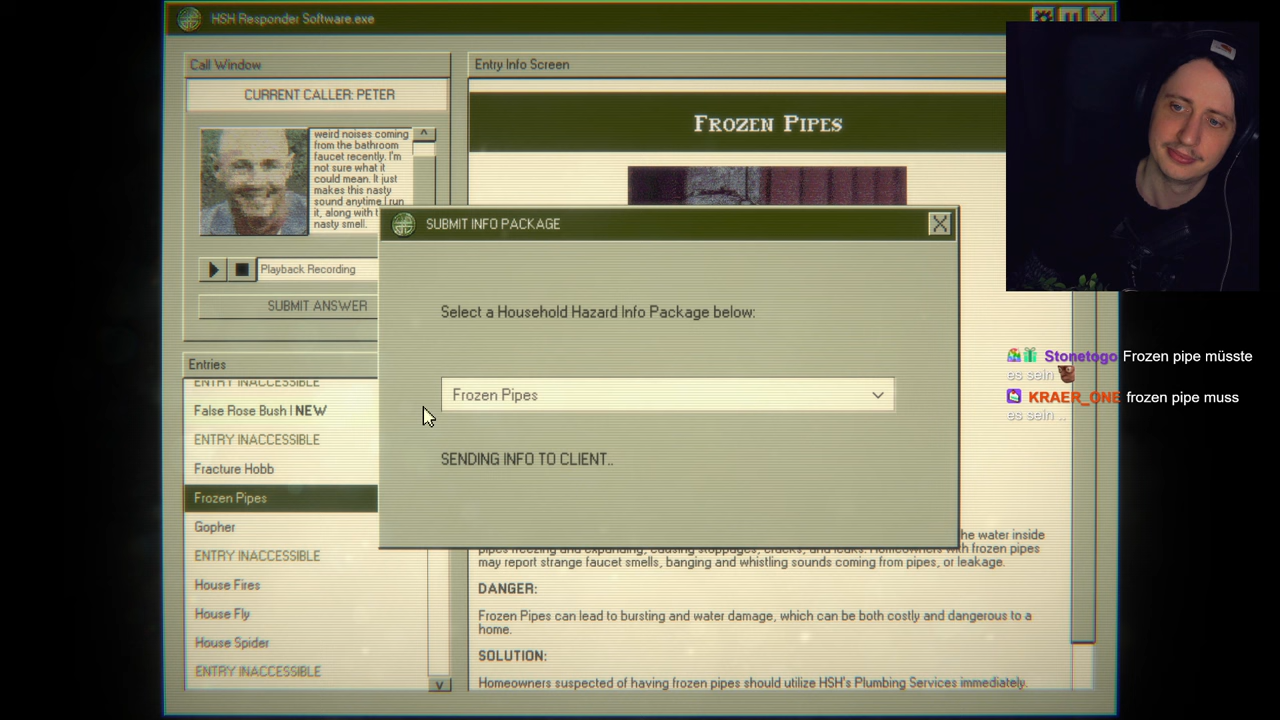 HSH Responder Software.exe
Call Window
CURRENT CALLER: PETER
weird noises coming
from the bathroom
faucet recently. I'm
not sure what it
could mean. It just
makes this nasty
sound anytime I run
it, along with
nasty smell.
Playback Recording
SUBMIT ANSWER
Entries
ENTRY INACCESSIBLE
False Rose Bush | NEW
ENTRY INACCESSIBLE
Fracture Hobb
Frozen Pipes
Gopher
ENTRY INACCESSIBLE
House Fires
House Fly
House Spider
ENTRY INACCESSIBLE
Entry Info Screen
FROZEN PIPES
SUBMIT INFO PACKAGE
Select a Household Hazard Info Package below:
Frozen Pipes
SENDING INFO TO CLIENT..
he water inside
pipes freezing and expanding, causing stoppages, cracks, and leaks. Homeowners with frozen pipes
may report strange faucet smells, banging and whistling sounds coming from pipes, or leakage.
DANGER:
Frozen Pipes can lead to bursting and water damage, which can be both costly and dangerous to a
home.
SOLUTION:
Homeowners suspected of having frozen pipes should utilize HSH's Plumbing Services immediately.
Stonetogo Frozen pipe müsste
es sein
KRAER_ONE frozen pipe muss
es sein ..